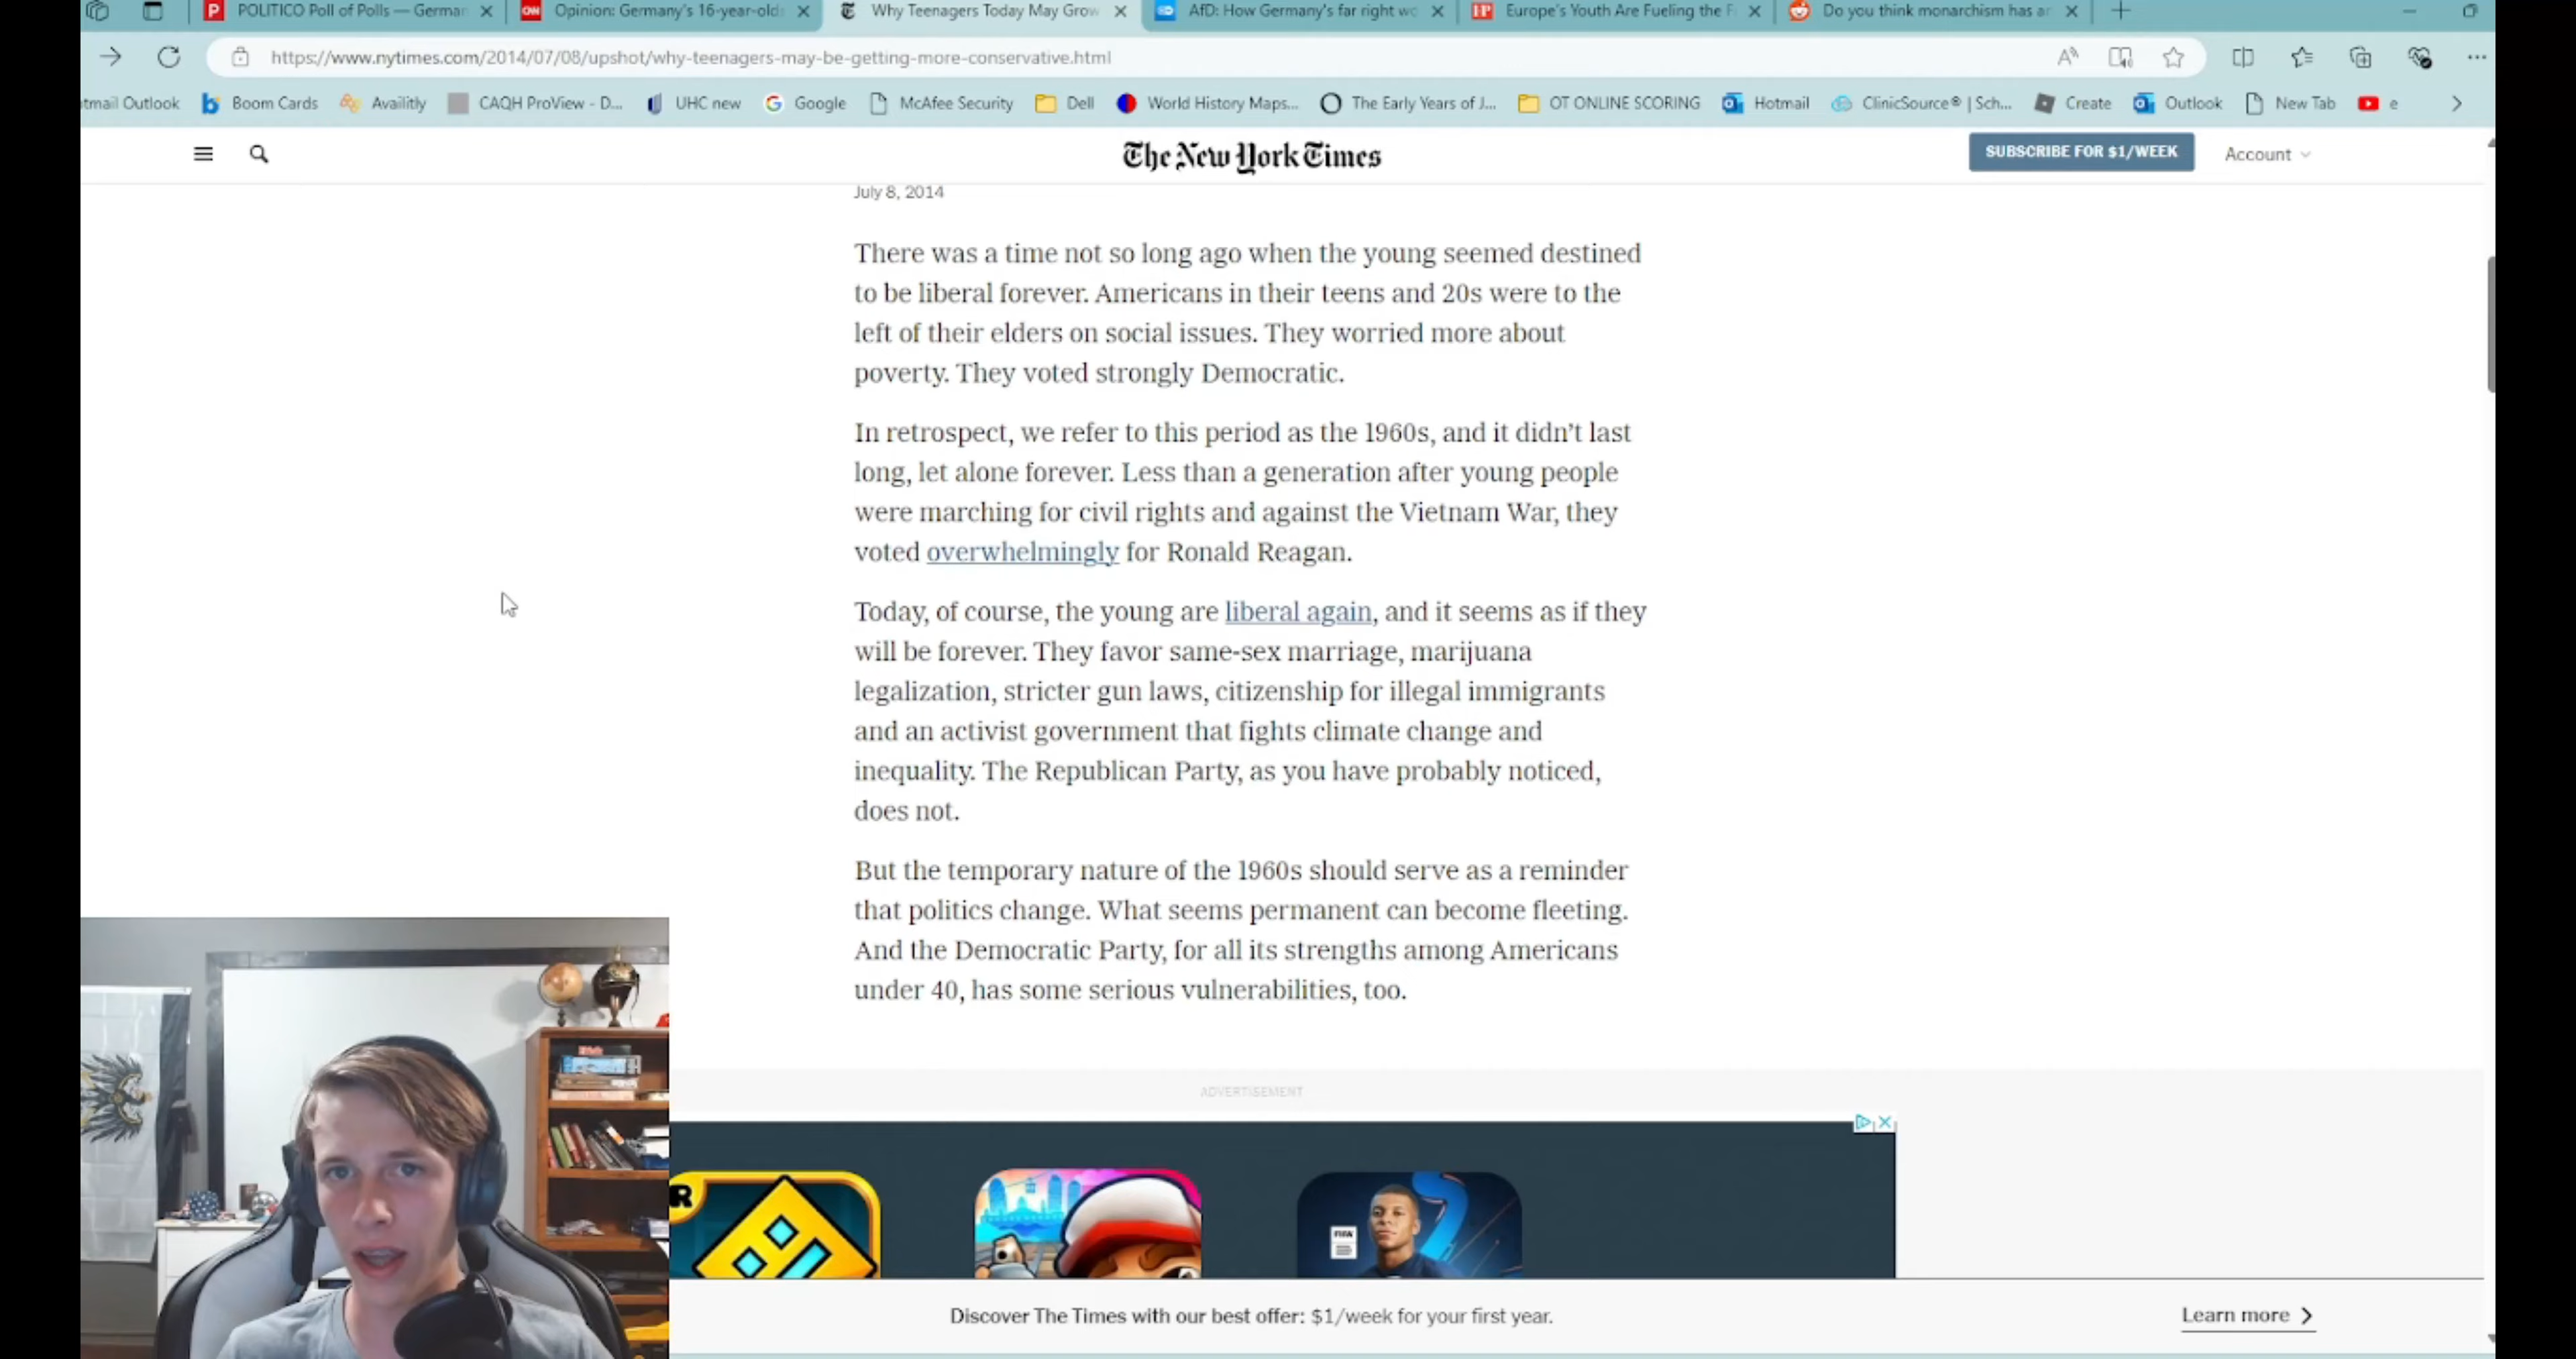 POLITICO Poll of Polls — German
Opinion: Germany's 16-year-olds
Why Teenagers Today May Grow
AfD: How Germany's far right wo
Europe's Youth Are Fueling the F
Do you think monarchism has a
https://www.nytimes.com/2014/07/08/upshot/why-teenagers-may-be-getting-more-conservative.html
tmail Outlook
Boom Cards
Availitly
CAQH ProView - D...
UHC new
Google
McAfee Security
Dell
World History Maps...
The Early Years of J...
OT ONLINE SCORING
Hotmail
ClinicSource® | Sch...
Create
Outlook
New Tab
e
The New York Times
SUBSCRIBE FOR $1/WEEK
Account
July 8, 2014
There was a time not so long ago when the young seemed destined
to be liberal forever. Americans in their teens and 20s were to the
left of their elders on social issues. They worried more about
poverty. They voted strongly Democratic.
In retrospect, we refer to this period as the 1960s, and it didn't last
long, let alone forever. Less than a generation after young people
were marching for civil rights and against the Vietnam War, they
voted overwhelmingly for Ronald Reagan.
Today, of course, the young are liberal again, and it seems as if they
will be forever. They favor same-sex marriage, marijuana
legalization, stricter gun laws, citizenship for illegal immigrants
and an activist government that fights climate change and
inequality. The Republican Party, as you have probably noticed,
does not.
But the temporary nature of the 1960s should serve as a reminder
that politics change. What seems permanent can become fleeting.
And the Democratic Party, for all its strengths among Americans
under 40, has some serious vulnerabilities, too.
ADVERTISEMENT
R
FIFA
Discover The Times with our best offer: $1/week for your first year.
Learn more